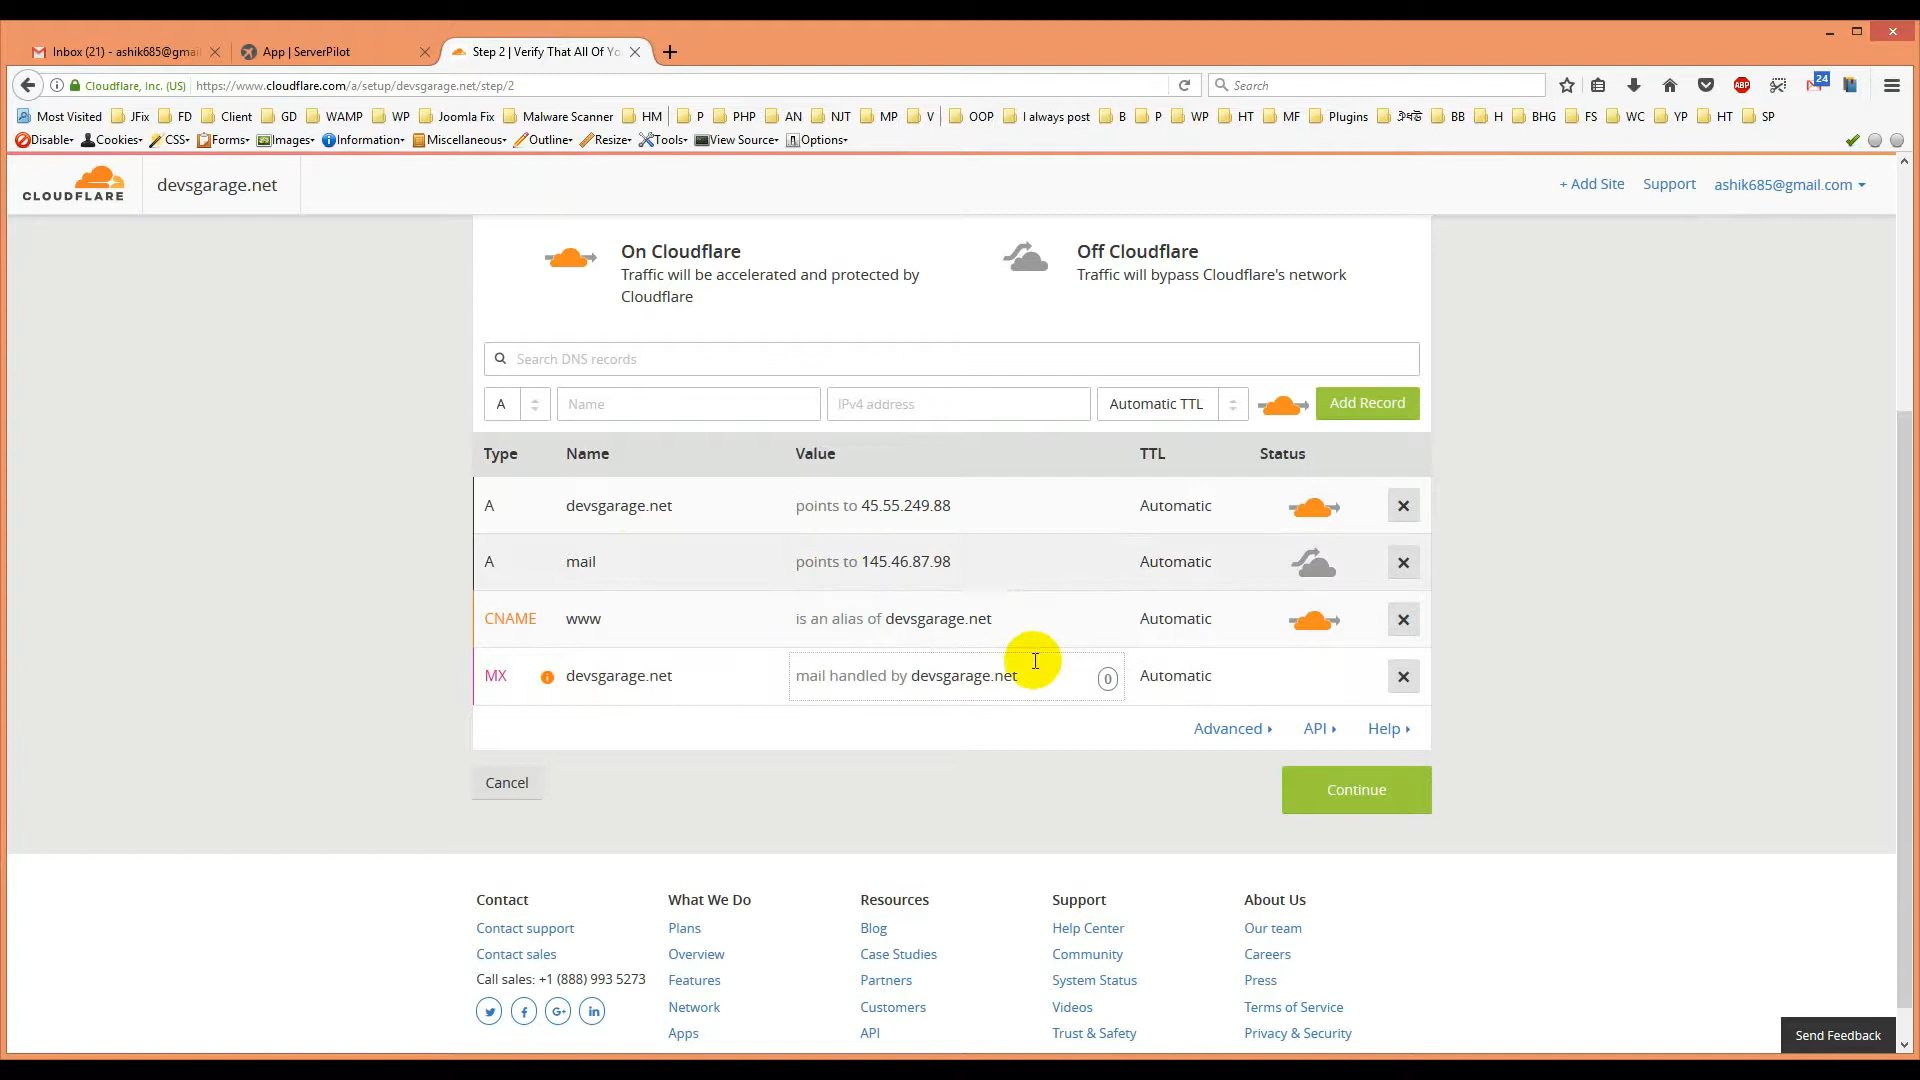 Inbox (21) - ashik685@gmai
App | ServerPilot
Step 2 | Verify That All Of Yo
Cloudflare, Inc. (US)
https://www.cloudflare.com/a/setup/devsgarage.net/step/2
Search
24
Most Visited JFix FD Client GD WAMP WP Joomla Fix Malware Scanner HM P PHP AN NJT MP V OOP I always post B P WP HT MF Plugins BB H BHG FS WC YP HT SP
Disable Cookies CSS Forms Images Information Miscellaneous Outline Resize Tools View Source Options
CLOUDFLARE
devsgarage.net
+ Add Site Support ashik685@gmail.com
On Cloudflare
Traffic will be accelerated and protected by
Cloudflare
Off Cloudflare
Traffic will bypass Cloudflare's network
Search DNS records
A Name IPv4 address Automatic TTL Add Record
Type Name Value TTL Status
A devsgarage.net points to 45.55.249.88 Automatic
A mail points to 145.46.87.98 Automatic
CNAME www is an alias of devsgarage.net Automatic
MX devsgarage.net mail handled by devsgarage.net 0 Automatic
Advanced API Help
Cancel
Continue
Contact
Contact support
Contact sales
Call sales: +1 (888) 993 5273
What We Do
Plans
Overview
Features
Network
Apps
Resources
Blog
Case Studies
Partners
Customers
API
Support
Help Center
Community
System Status
Videos
Trust & Safety
About Us
Our team
Careers
Press
Terms of Service
Privacy & Security
Send Feedback